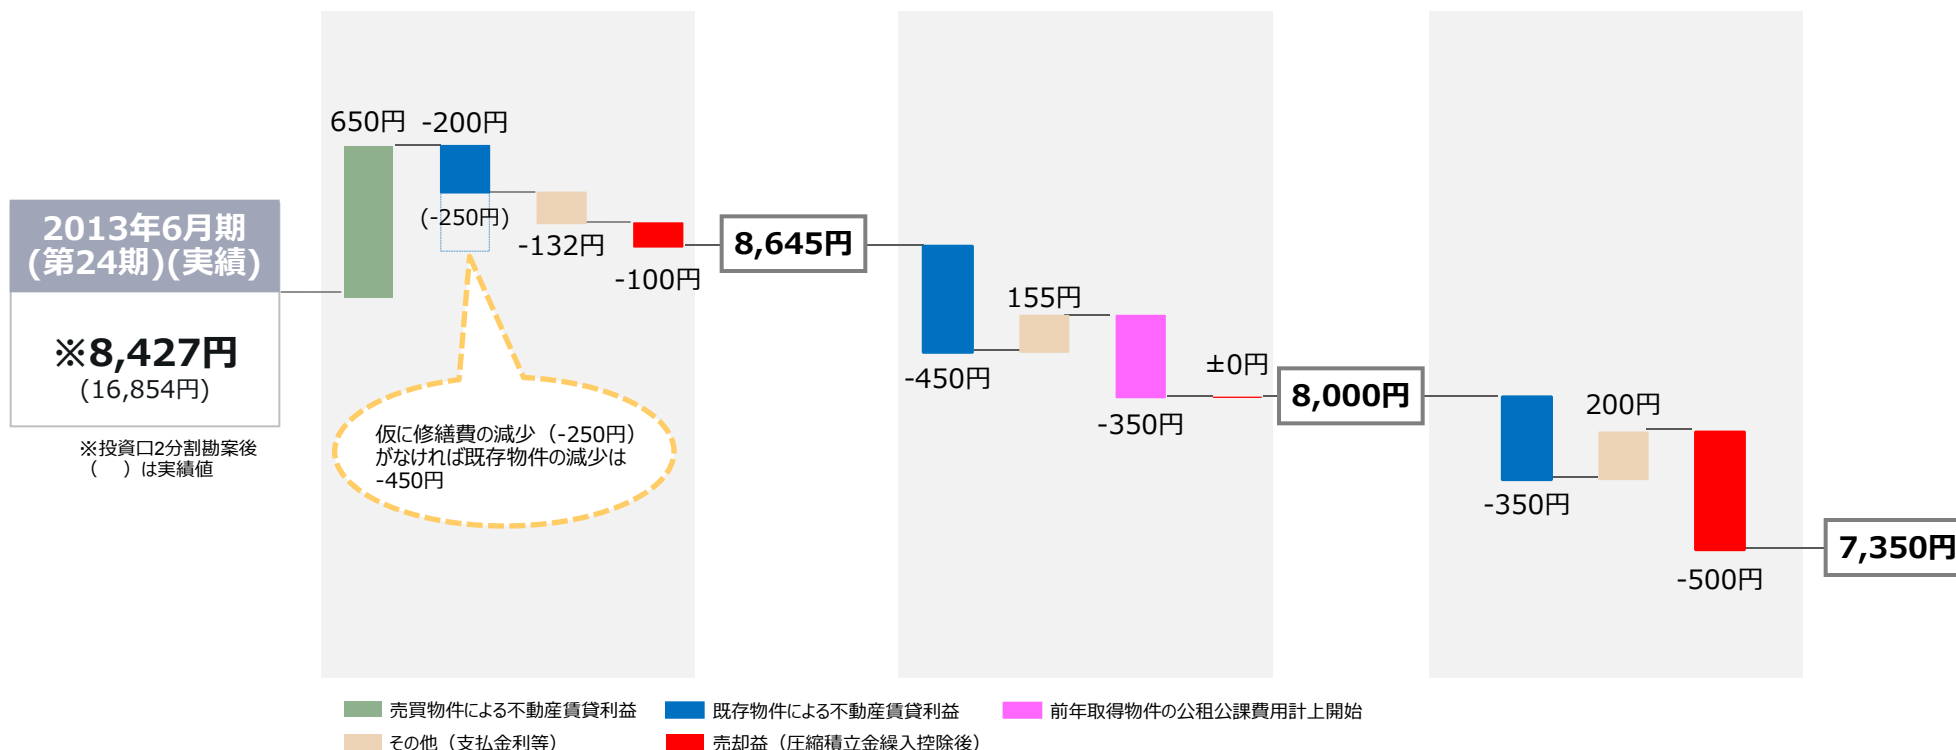 2013年6月期
(第24期)(実績)
※8,427円
(16,854円)
※投資口2分割勘案後
（　）は実績値
650円
-200円
(-250円)
-132円
-100円
仮に修繕費の減少（-250円）
がなければ既存物件の減少は
-450円
8,645円
-450円
155円
-350円
±0円
8,000円
-350円
200円
-500円
7,350円
売買物件による不動産賃貸利益
既存物件による不動産賃貸利益
前年取得物件の公租公課費用計上開始
その他（支払金利等）
売却益（圧縮積立金繰入控除後）